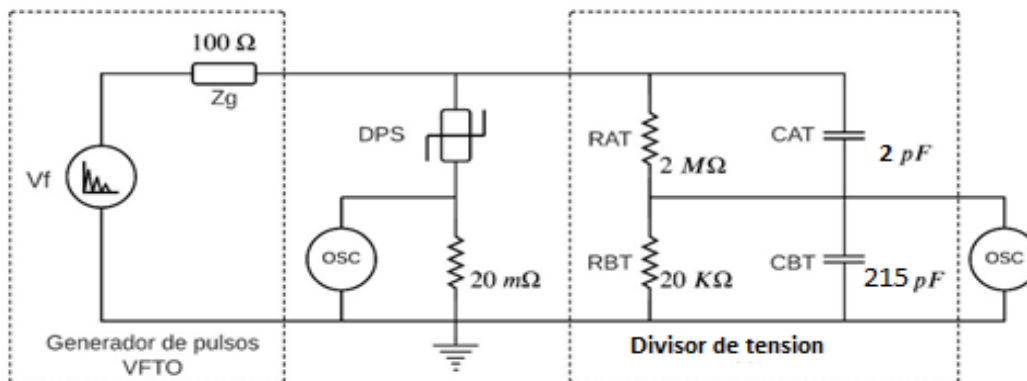 100 Ω
Zg
Vf
DPS
OSC
20 mΩ
RAT
2 MΩ
CAT
2 pF
RBT
20 KΩ
CBT
215 pF
OSC
Generador de pulsos
VFTO
Divisor de tension